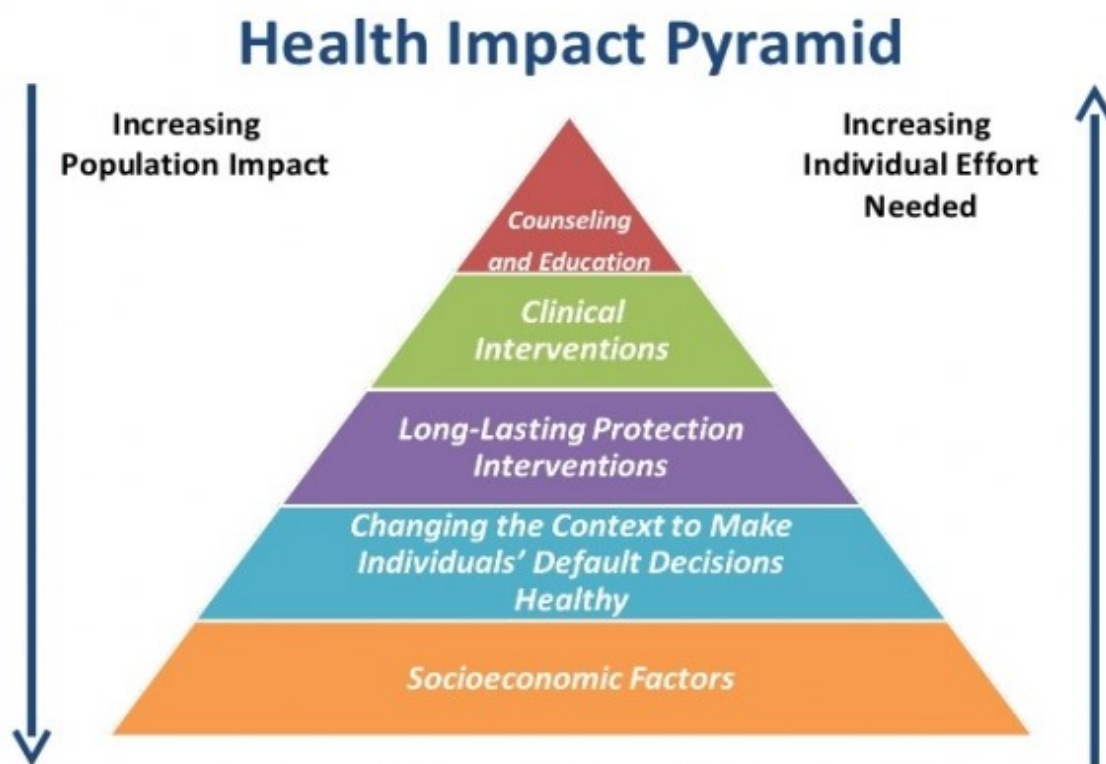 Health Impact Pyramid
Increasing
Population Impact
Increasing
Individual Effort
Needed
Counseling
and Education
Clinical
Interventions
Long-Lasting Protection
Interventions
Changing the Context to Make
Individuals’ Default Decisions
Healthy
Socioeconomic Factors